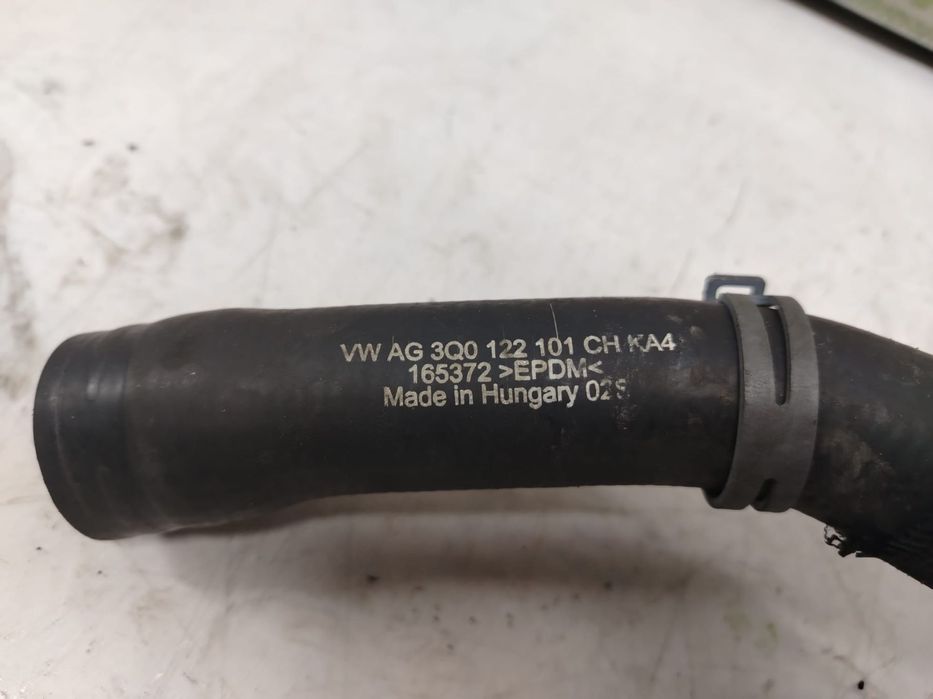 VW AG 3Q0 122 101 CH KA4
165372 >EPDM<
Made in Hungary